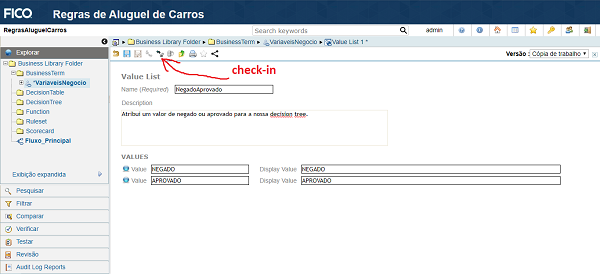 FICO Regras de Aluguel de Carros
RegrasAluguelCarros
Search keywords
admin
Explorar
Business Library Folder
BusinessTerm
*VariaveisNegocio
DecisionTable
DecisionTree
Function
Ruleset
Scorecard
Fluxo_Principal
Exibição expandida
Pesquisar
Filtrar
Comparar
Verificar
Testar
Revisão
Audit Log Reports
Business Library Folder BusinessTerm VariaveisNegocio Value List 1 *
Versão : Cópia de trabalho
check-in
Value List
Name (Required) NegadoAprovado
Description
Atribui um valor de negado ou aprovado para a nossa decision tree.
VALUES
Value NEGADO Display Value NEGADO
Value APROVADO Display Value APROVADO